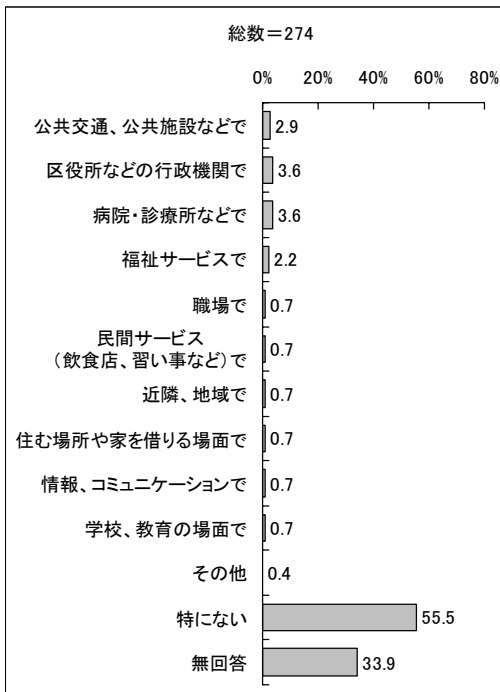 総数=274
0% 20% 40% 60% 80%
公共交通、公共施設などで 2.9
区役所などの行政機関で 3.6
病院・診療所などで 3.6
福祉サービスで 2.2
職場で 0.7
民間サービス
(飲食店、習い事など)で 0.7
近隣、地域で 0.7
住む場所や家を借りる場面で 0.7
情報、コミュニケーションで 0.7
学校、教育の場面で 0.7
その他 0.4
特にない 55.5
無回答 33.9